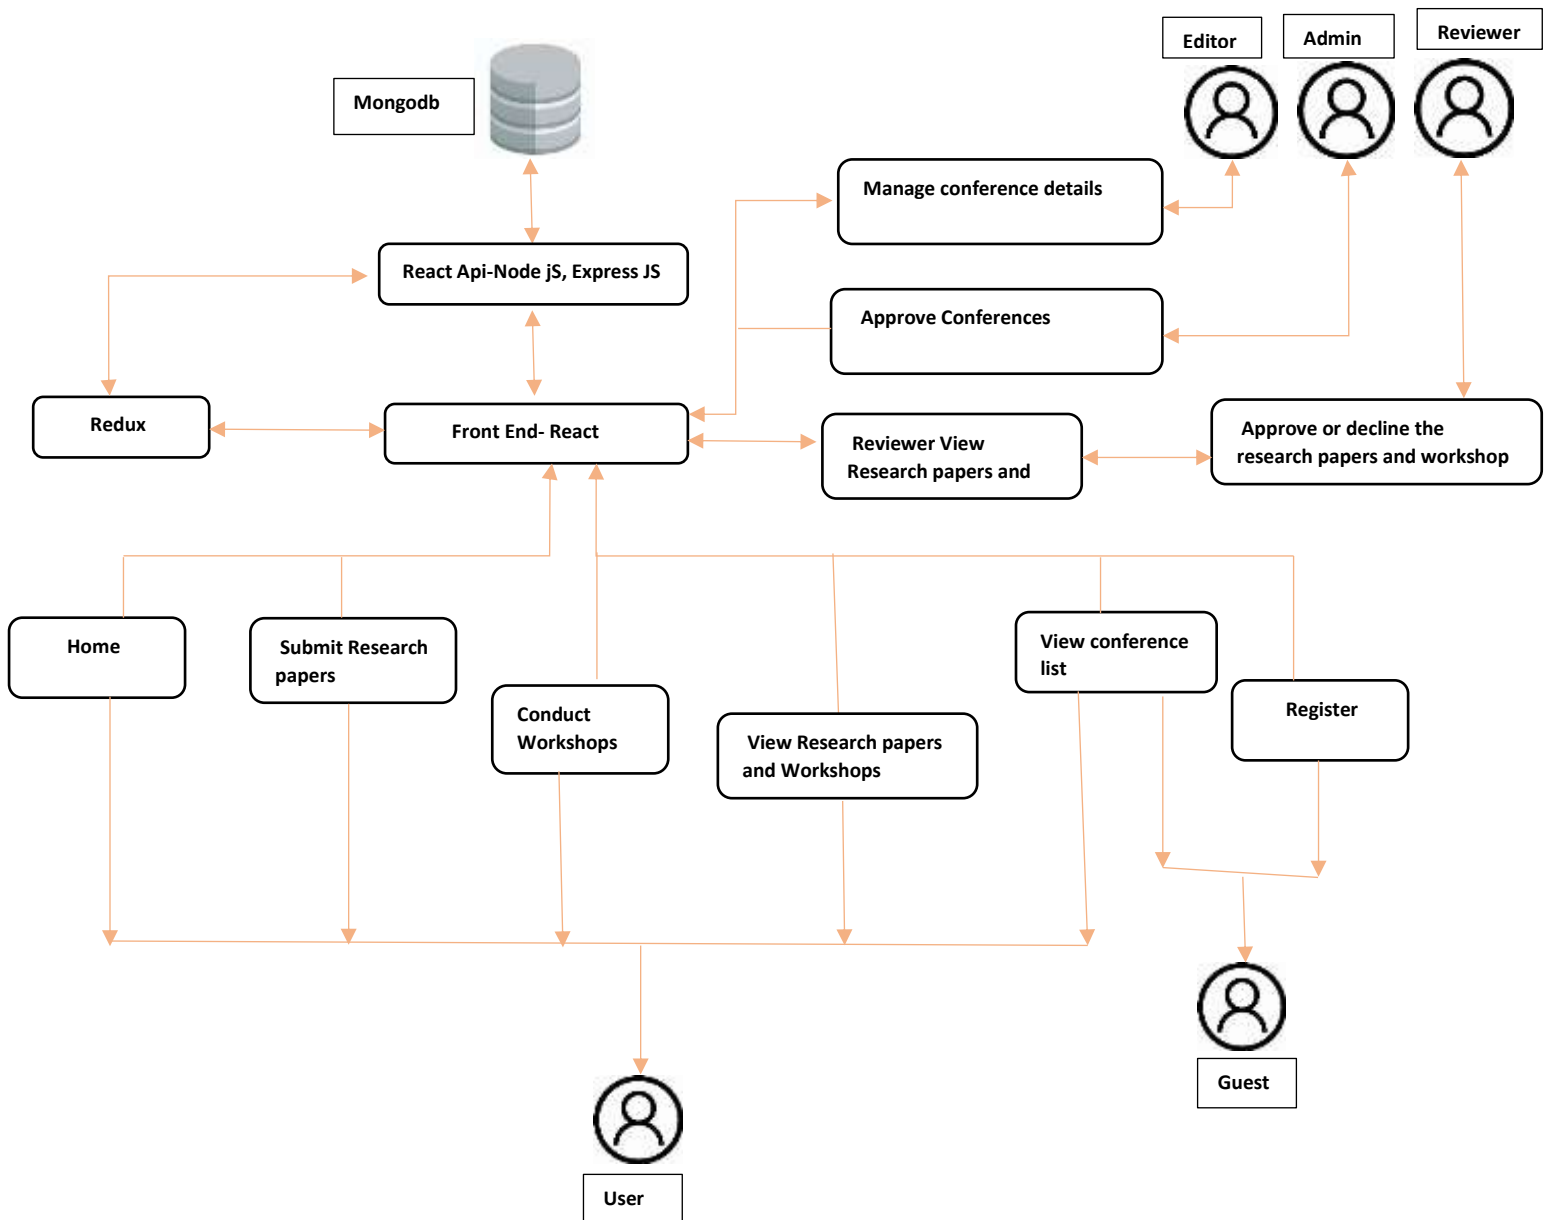 Editor
Admin
Reviewer
Mongodb
Manage conference details
React Api-Node jS, Express JS
Approve Conferences
Redux
Front End- React
Reviewer View
Research papers and
Approve or decline the
research papers and workshop
Home
Submit Research
papers
Conduct
Workshops
View Research papers
and Workshops
View conference
list
Register
Guest
User